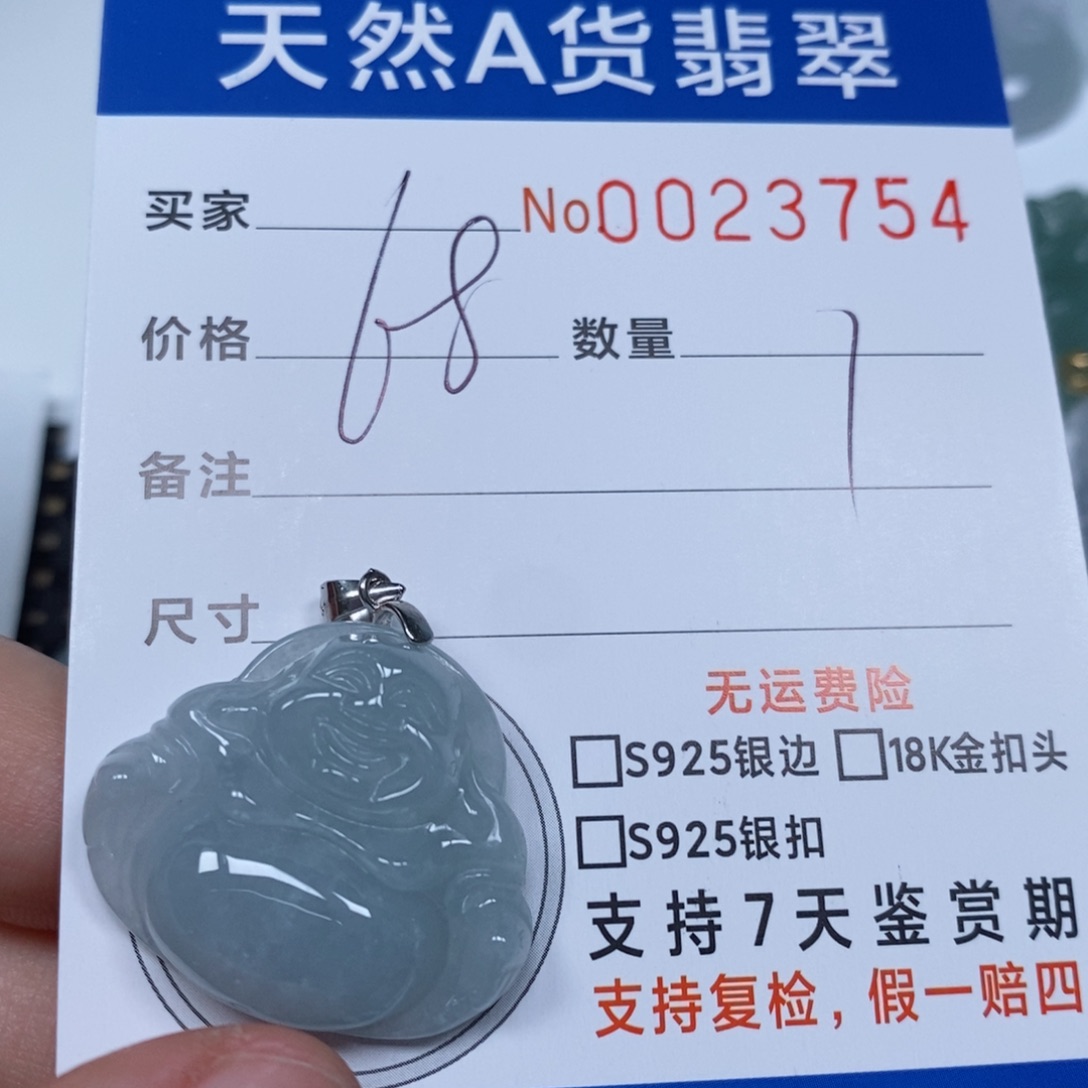 天然A货翡翠
买家 No.0023754
价格 68 数量 1
备注
尺寸
无运费险
□S925银边 □18K金扣头
□S925银扣
支持7天鉴赏期
支持复检，假一赔四